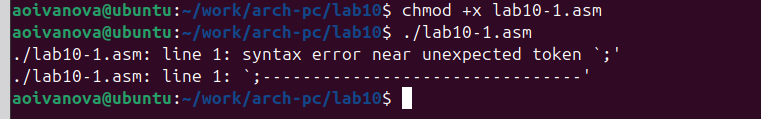 aoivanova@ubuntu:~/work/arch-pc/lab10$ chmod +x lab10-1.asm
aoivanova@ubuntu:~/work/arch-pc/lab10$ ./lab10-1.asm
./lab10-1.asm: line 1: syntax error near unexpected token `;'
./lab10-1.asm: line 1: `;--------------------------------'
aoivanova@ubuntu:~/work/arch-pc/lab10$